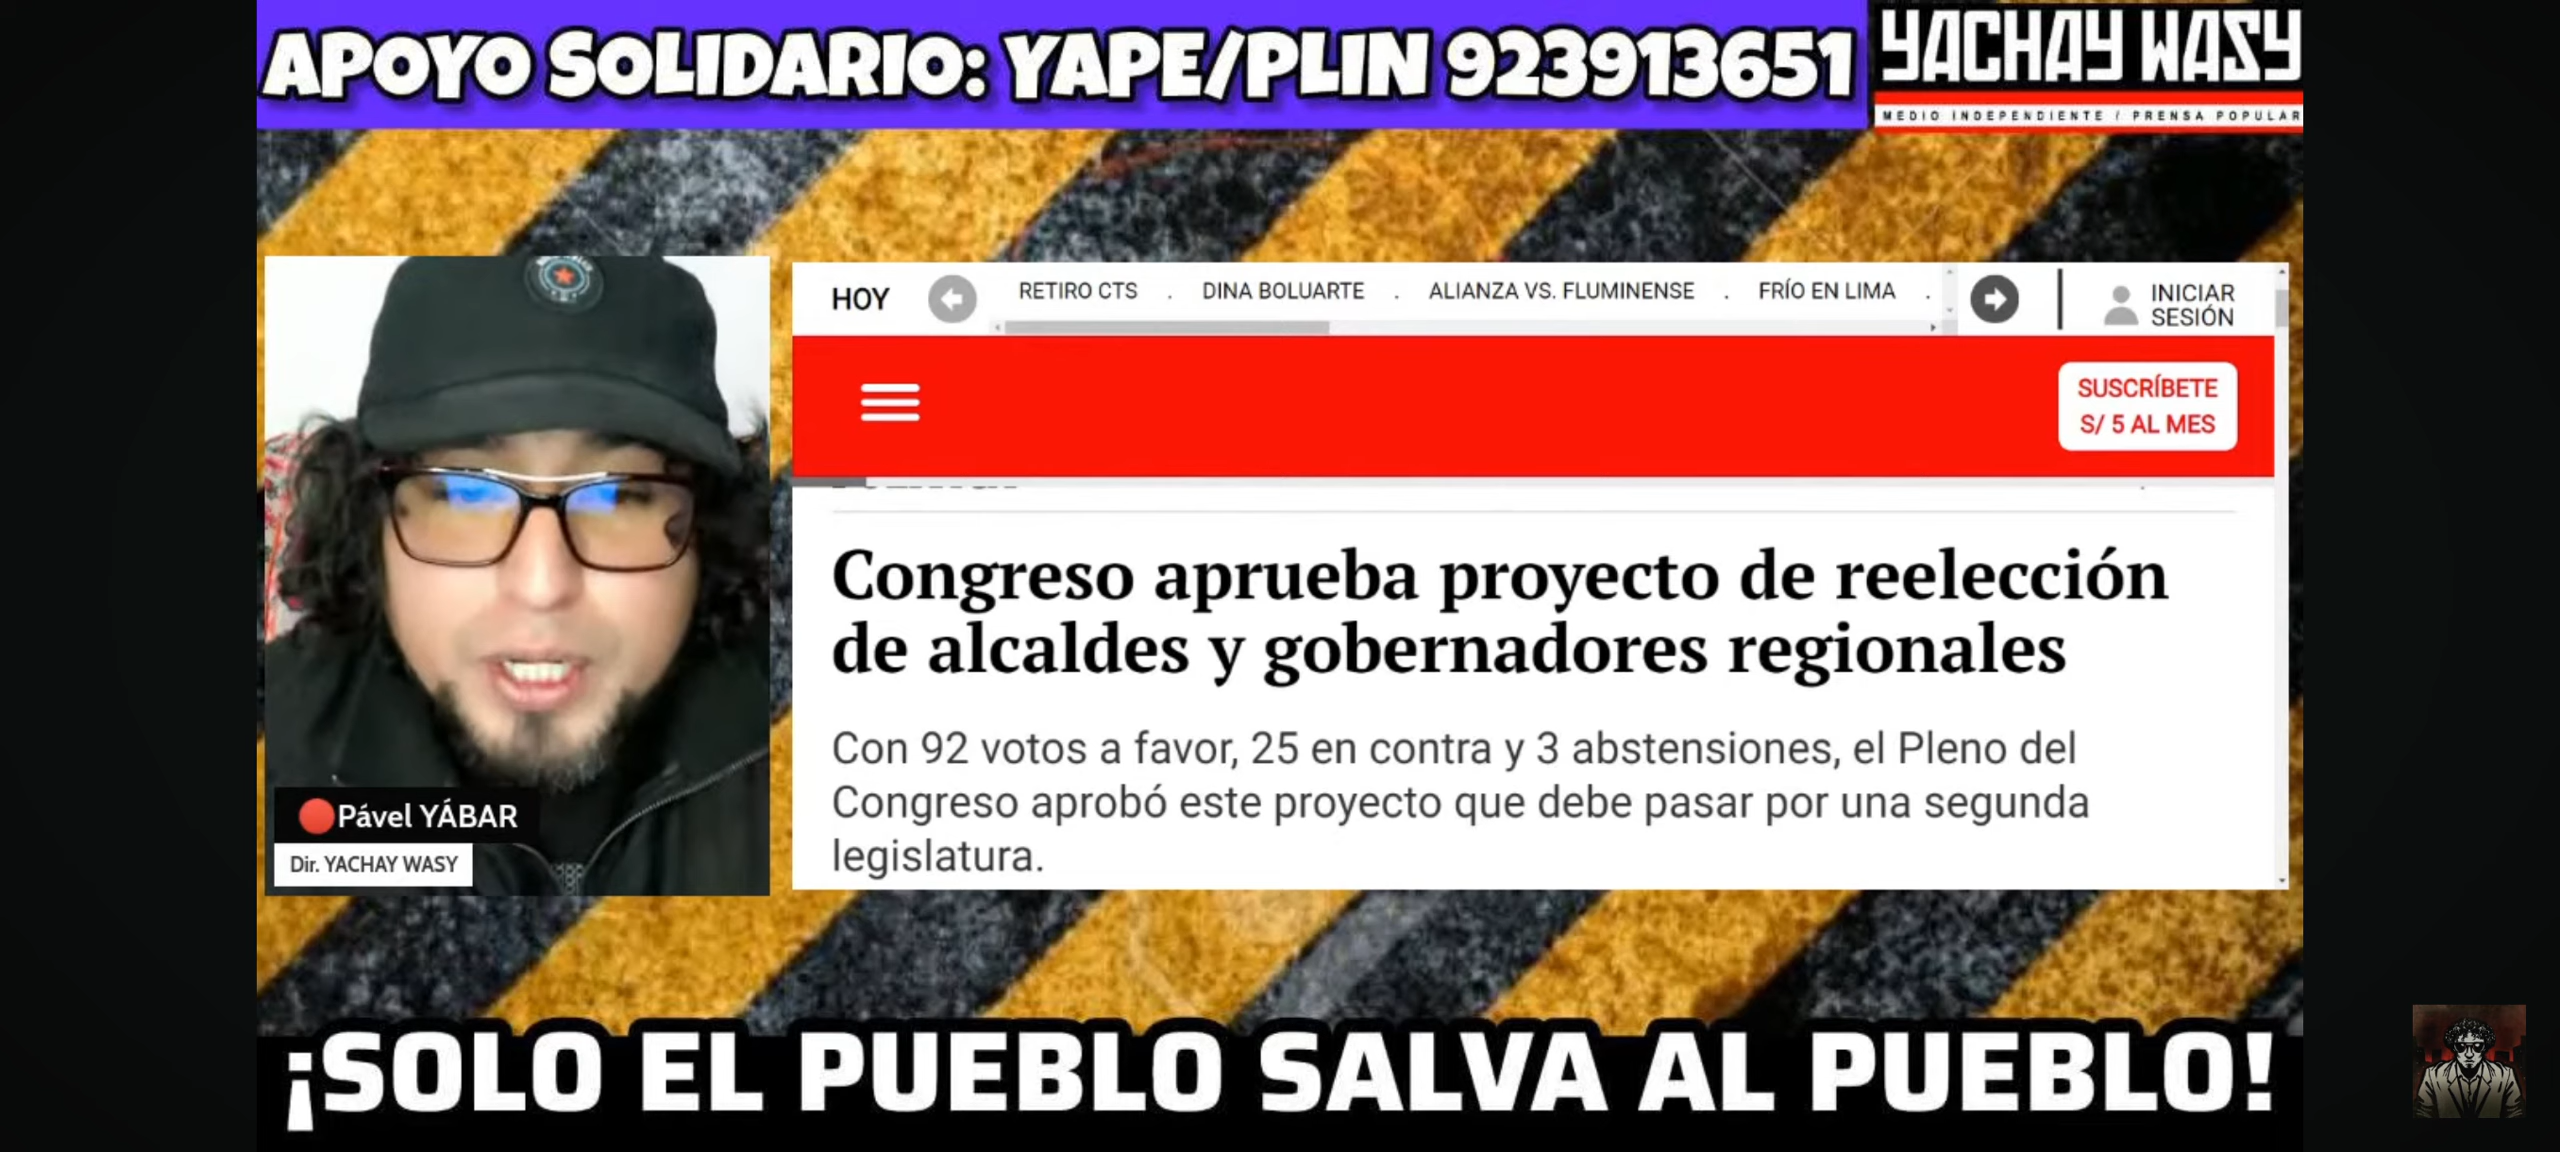 APOYO SOLIDARIO: YAPE/PLIN 923913651
YACHAY WASY
MEDIO INDEPENDIENTE / PRENSA POPULAR
HOY
RETIRO CTS . DINA BOLUARTE . ALIANZA VS. FLUMINENSE . FRÍO EN LIMA .
INICIAR
SESIÓN
SUSCRÍBETE
S/ 5 AL MES
Congreso aprueba proyecto de reelección
de alcaldes y gobernadores regionales
Con 92 votos a favor, 25 en contra y 3 abstensiones, el Pleno del
Congreso aprobó este proyecto que debe pasar por una segunda
legislatura.
Pável YÁBAR
Dir. YACHAY WASY
¡SOLO EL PUEBLO SALVA AL PUEBLO!